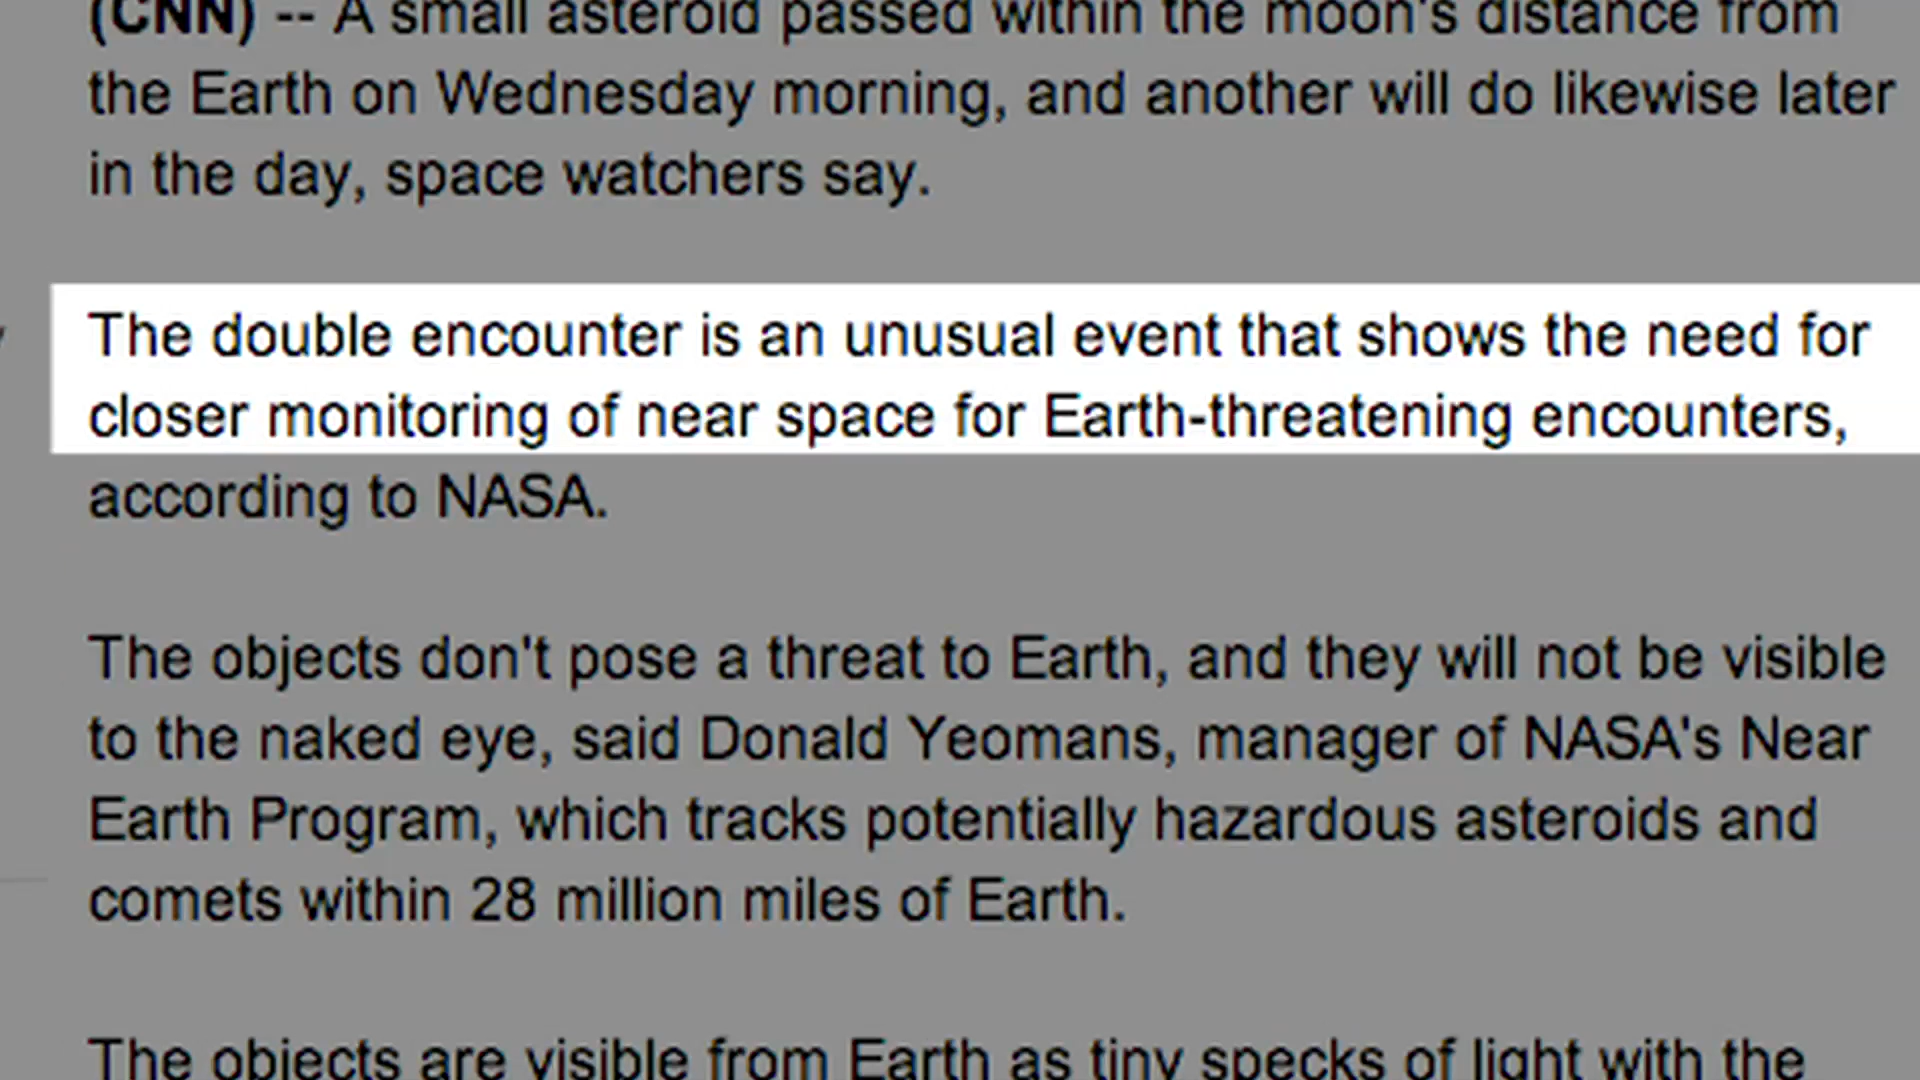 (CNN) -- A small asteroid passed within the moon's distance from
the Earth on Wednesday morning, and another will do likewise later
in the day, space watchers say.
The double encounter is an unusual event that shows the need for
closer monitoring of near space for Earth-threatening encounters,
according to NASA.
The objects don't pose a threat to Earth, and they will not be visible
to the naked eye, said Donald Yeomans, manager of NASA's Near
Earth Program, which tracks potentially hazardous asteroids and
comets within 28 million miles of Earth.
The objects are visible from Earth as tiny specks of light with the